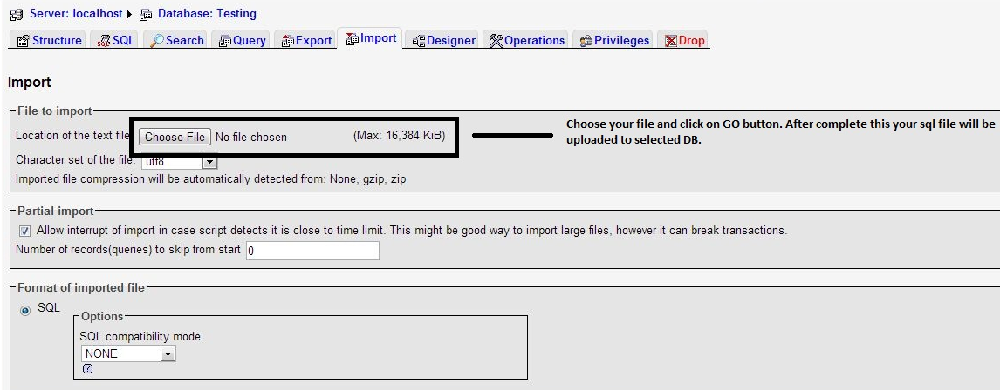 Server: localhost Database: Testing
Structure SQL Search Query Export Import Designer Operations Privileges Drop
Import
File to import
Location of the text file Choose File No file chosen (Max: 16,384 KiB)
Choose your file and click on GO button. After complete this your sql file will be
uploaded to selected DB.
Character set of the file: utf8
Imported file compression will be automatically detected from: None, gzip, zip
Partial import
Allow interrupt of import in case script detects it is close to time limit. This might be good way to import large files, however it can break transactions.
Number of records(queries) to skip from start 0
Format of imported file
SQL
Options
SQL compatibility mode
NONE
?